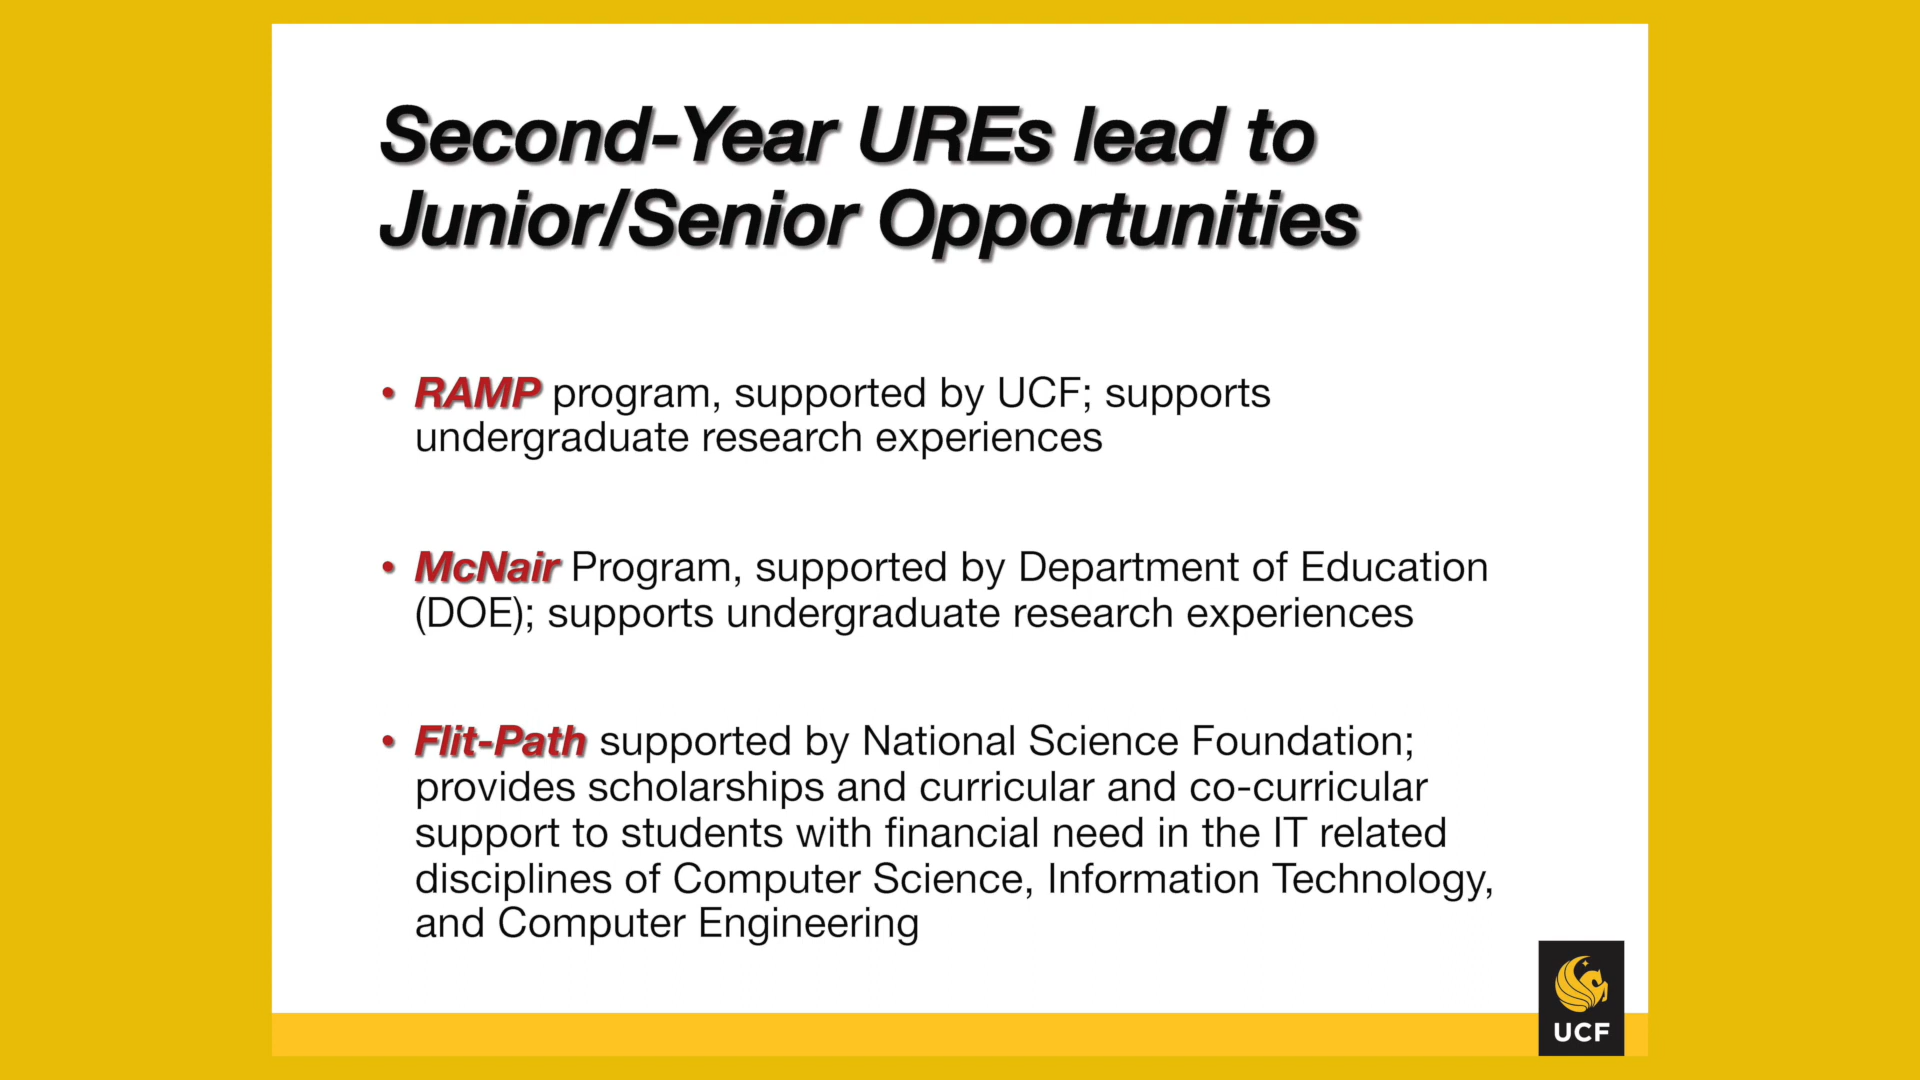 Second-Year UREs lead to
Junior/Senior Opportunities
• RAMP program, supported by UCF; supports
undergraduate research experiences
• McNair Program, supported by Department of Education
(DOE); supports undergraduate research experiences
• Flit-Path supported by National Science Foundation;
provides scholarships and curricular and co-curricular
support to students with financial need in the IT related
disciplines of Computer Science, Information Technology,
and Computer Engineering
UCF